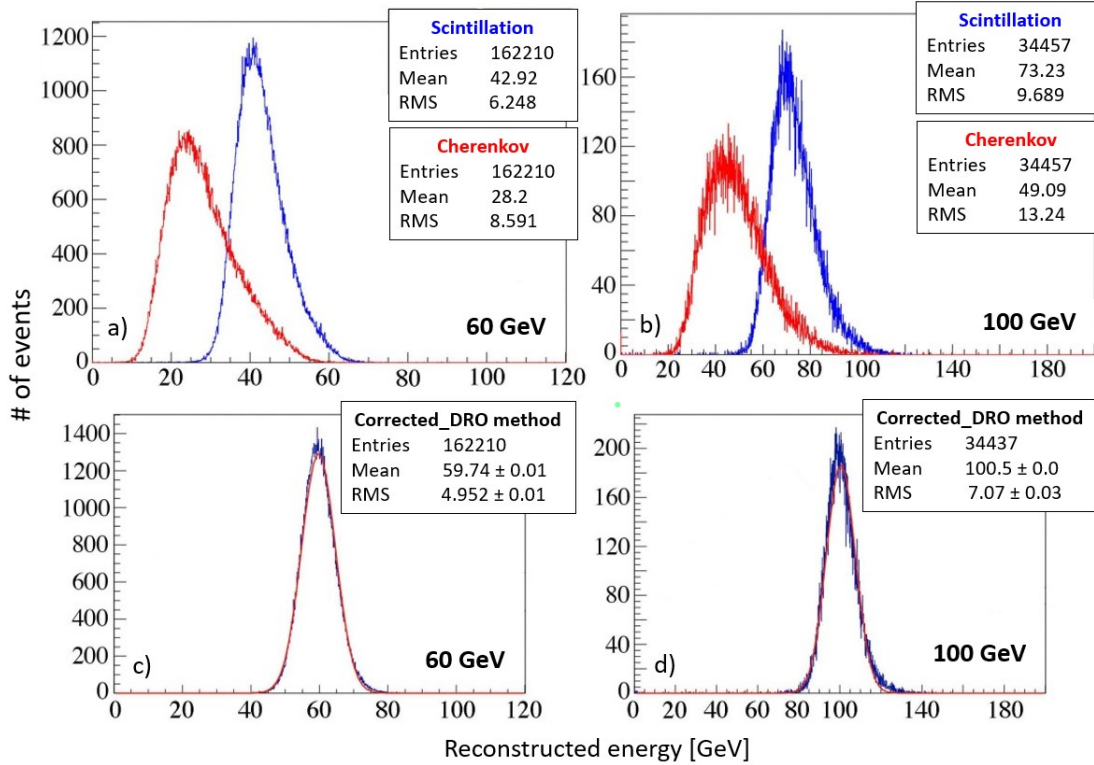 # of events
1200
1000
800
600
400
200
0
0 20 40 60 80 100 120
a)
60 GeV
Scintillation
Entries 162210
Mean 42.92
RMS 6.248
Cherenkov
Entries 162210
Mean 28.2
RMS 8.591
160
120
80
40
0
0 20 40 60 80 100 140 180
b)
100 GeV
Scintillation
Entries 34457
Mean 73.23
RMS 9.689
Cherenkov
Entries 34457
Mean 49.09
RMS 13.24
1400
1200
1000
800
600
400
200
0
0 20 40 60 80 100 120
c)
60 GeV
Corrected_DRO method
Entries 162210
Mean 59.74 ± 0.01
RMS 4.952 ± 0.01
200
160
120
80
40
0
0 20 40 60 80 100 140 180
d)
100 GeV
Corrected_DRO method
Entries 34437
Mean 100.5 ± 0.0
RMS 7.07 ± 0.03
Reconstructed energy [GeV]